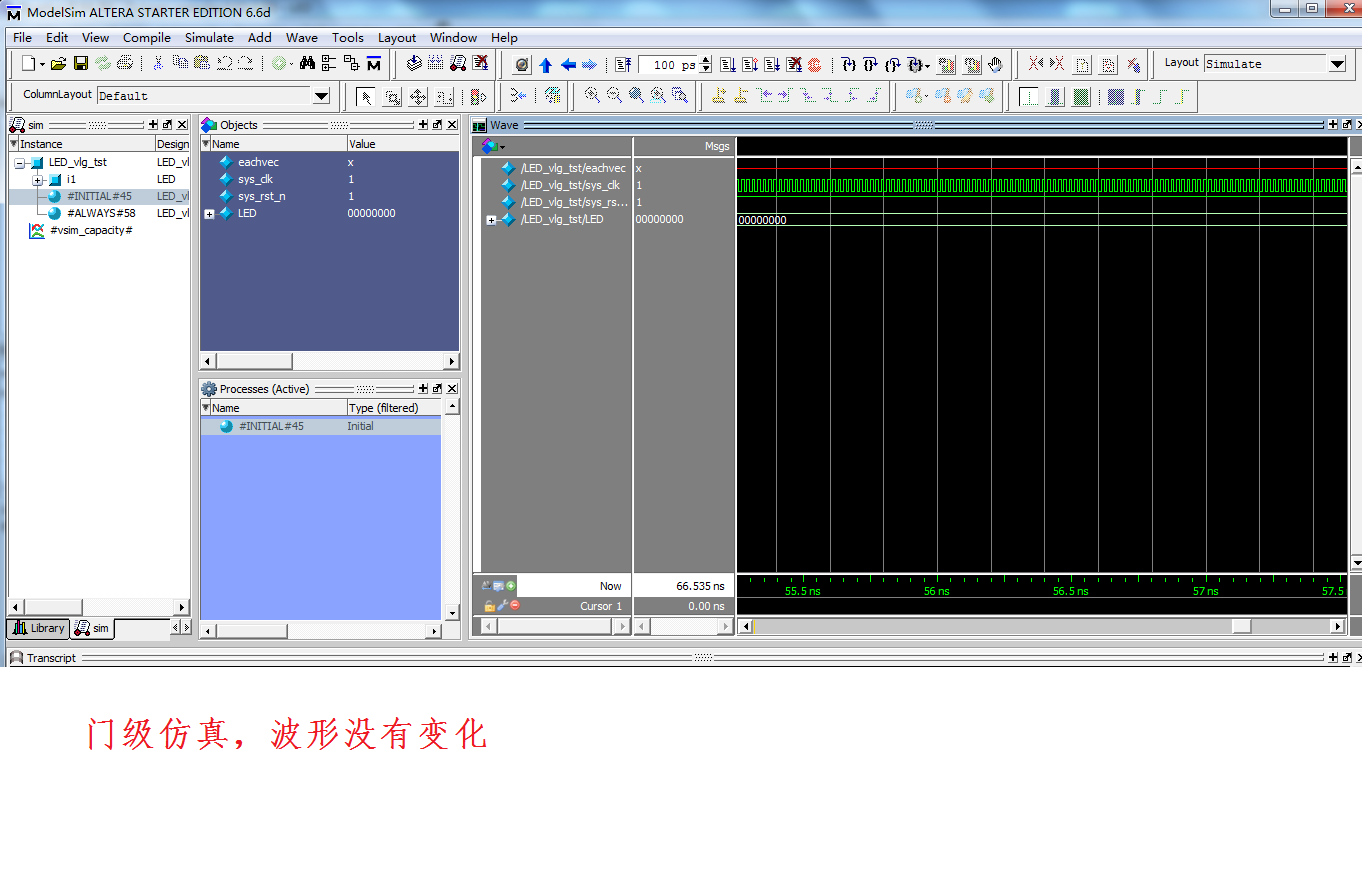 ModelSim ALTERA STARTER EDITION 6.6d
File Edit View Compile Simulate Add Wave Tools Layout Window Help
100 ps
Layout Simulate
ColumnLayout Default
sim
Instance Design
LED_vlg_tst LED_vl
i1 LED
#INITIAL#45 LED_vl
#ALWAYS#58 LED_vl
#vsim_capacity#
Library sim
Objects
Name Value
eachvec x
sys_clk 1
sys_rst_n 1
LED 00000000
Processes (Active)
Name Type (filtered)
#INITIAL#45 Initial
Wave
Msgs
/LED_vlg_tst/eachvec x
/LED_vlg_tst/sys_clk 1
/LED_vlg_tst/sys_rs... 1
/LED_vlg_tst/LED 00000000 00000000
Now 66.535 ns
Cursor 1 0.00 ns
55.5 ns 56 ns 56.5 ns 57 ns 57.5
Transcript
门级仿真，波形没有变化